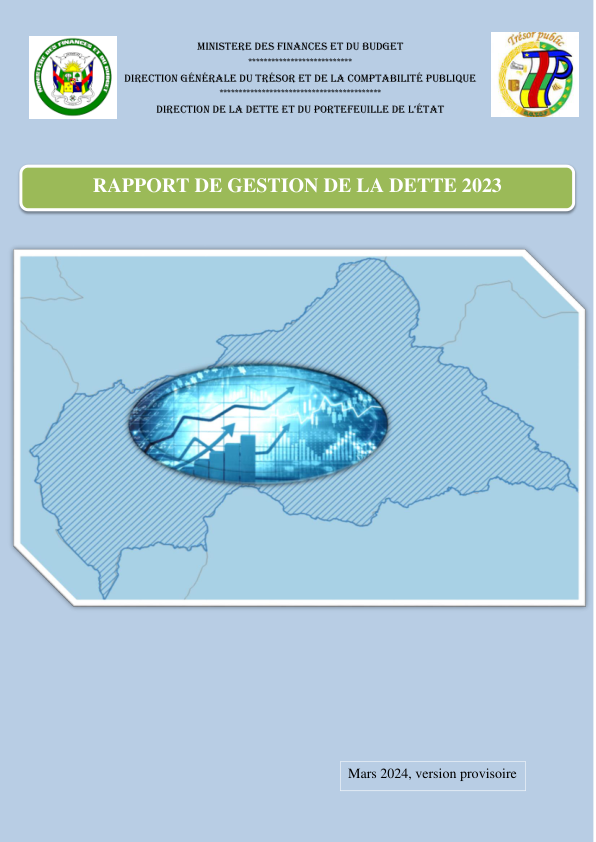 MINISTERE DES FINANCES ET DU BUDGET
***************************
DIRECTION GÉNÉRALE DU TRÉSOR ET DE LA COMPTABILITÉ PUBLIQUE
******************************************
DIRECTION DE LA DETTE ET DU PORTEFEUILLE DE L'ÉTAT
MINISTERE DES FINANCES ET DU BUDGET
Trésor public
RAPPORT DE GESTION DE LA DETTE 2023
Mars 2024, version provisoire